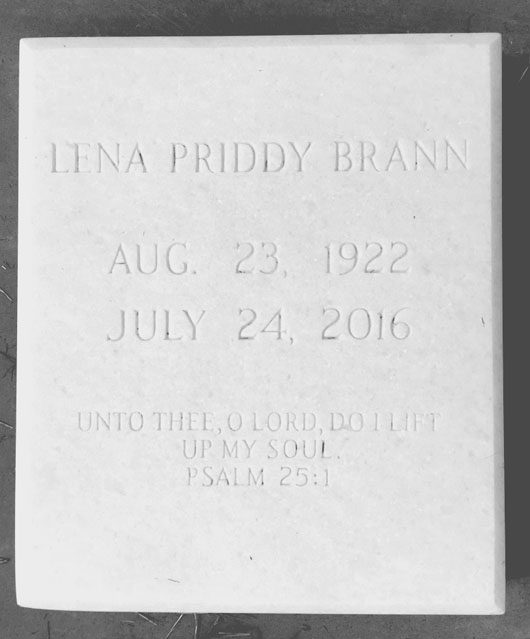 LENA PRIDDY BRANN
AUG. 23, 1922
JULY 24, 2016
UNTO THEE, O LORD, DO I LIFT
UP MY SOUL.
PSALM 25:1